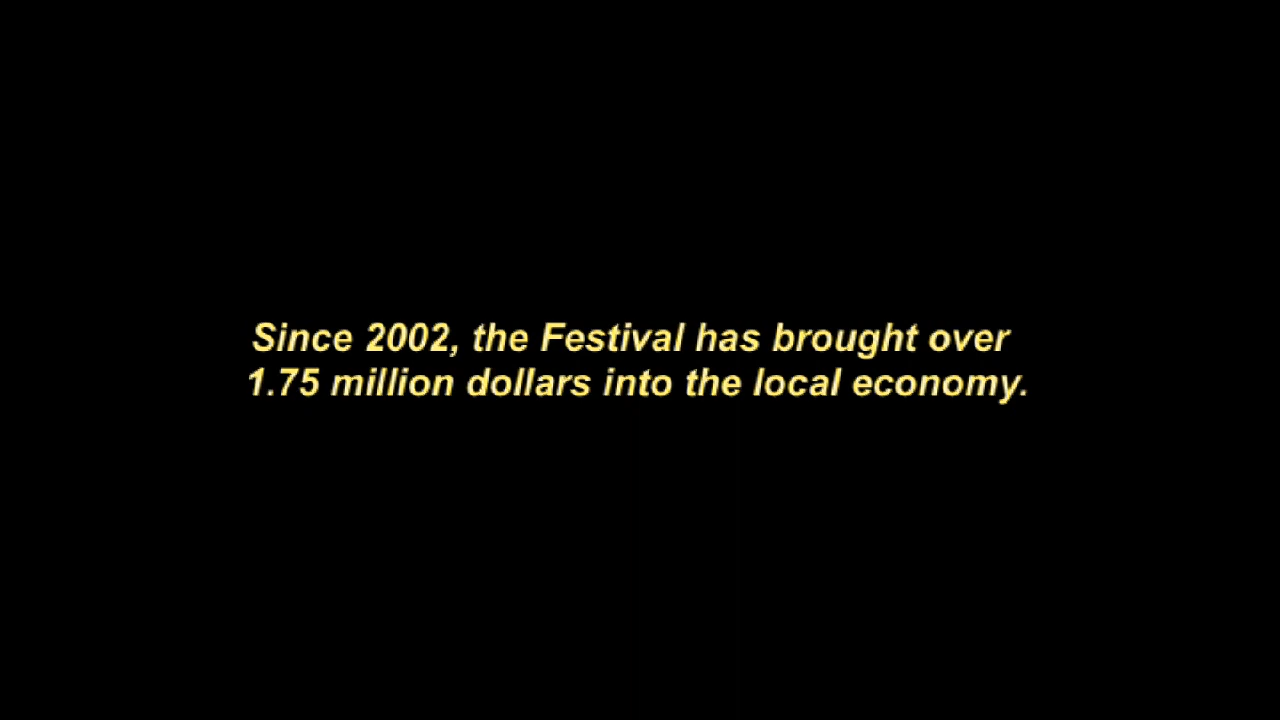 Since 2002, the Festival has brought over
1.75 million dollars into the local economy.